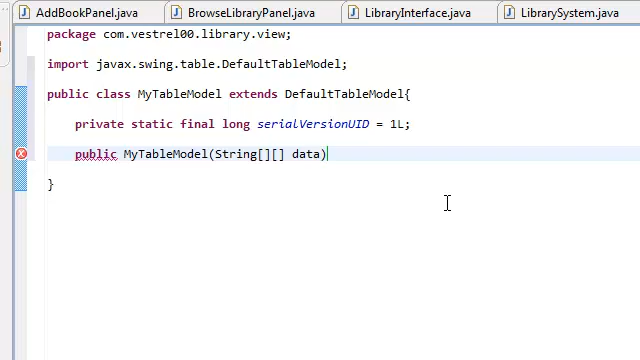 AddBookPanel.java BrowseLibraryPanel.java LibraryInterface.java LibrarySystem.java
package com.vestrel00.library.view;
import javax.swing.table.DefaultTableModel;
public class MyTableModel extends DefaultTableModel{
private static final long serialVersionUID = 1L;
public MyTableModel(String[][] data)
}